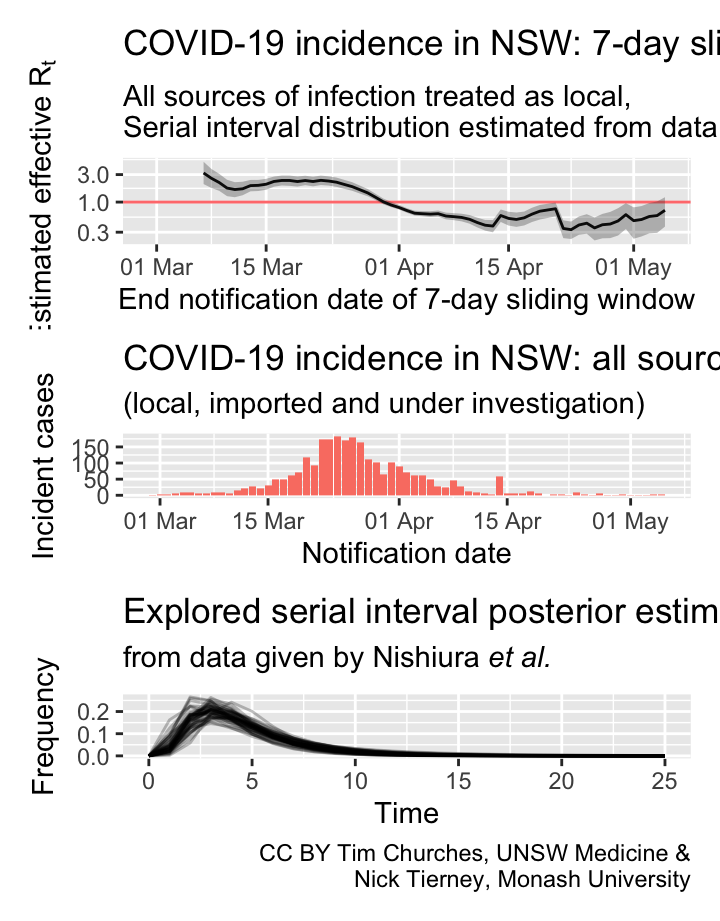 COVID-19 incidence in NSW: 7-day sli
All sources of infection treated as local,
Serial interval distribution estimated from data
stimated effective Rt
3.0
1.0
0.3
01 Mar 15 Mar 01 Apr 15 Apr 01 May
End notification date of 7-day sliding window
COVID-19 incidence in NSW: all sourc
(local, imported and under investigation)
Incident cases
150
100
50
0
01 Mar 15 Mar 01 Apr 15 Apr 01 May
Notification date
Explored serial interval posterior estim
from data given by Nishiura et al.
Frequency
0.2
0.1
0.0
0 5 10 15 20 25
Time
CC BY Tim Churches, UNSW Medicine &
Nick Tierney, Monash University